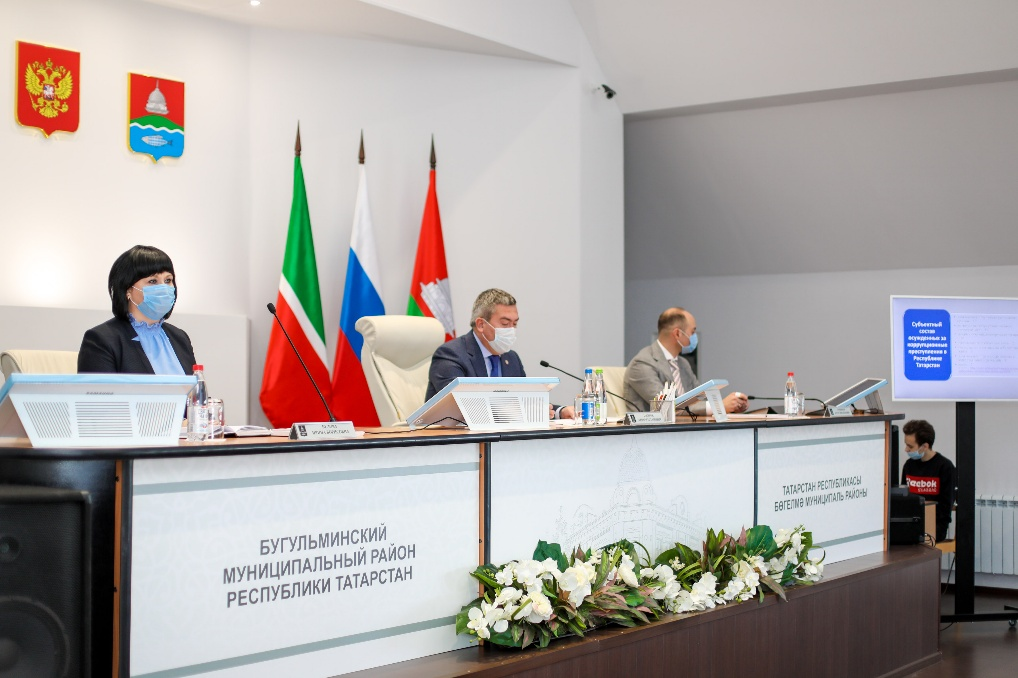 БУГУЛЬМИНСКИЙ
МУНИЦИПАЛЬНЫЙ РАЙОН
РЕСПУБЛИКИ ТАТАРСТАН
ТАТАРСТАН РЕСПУБЛИКАСЫ
БӨГЕЛМӘ МУНИЦИПАЛЬ РАЙОНЫ
Субъектный
состав
осужденных за
коррупционные
преступления в
Республике
Татарстан
Reebok